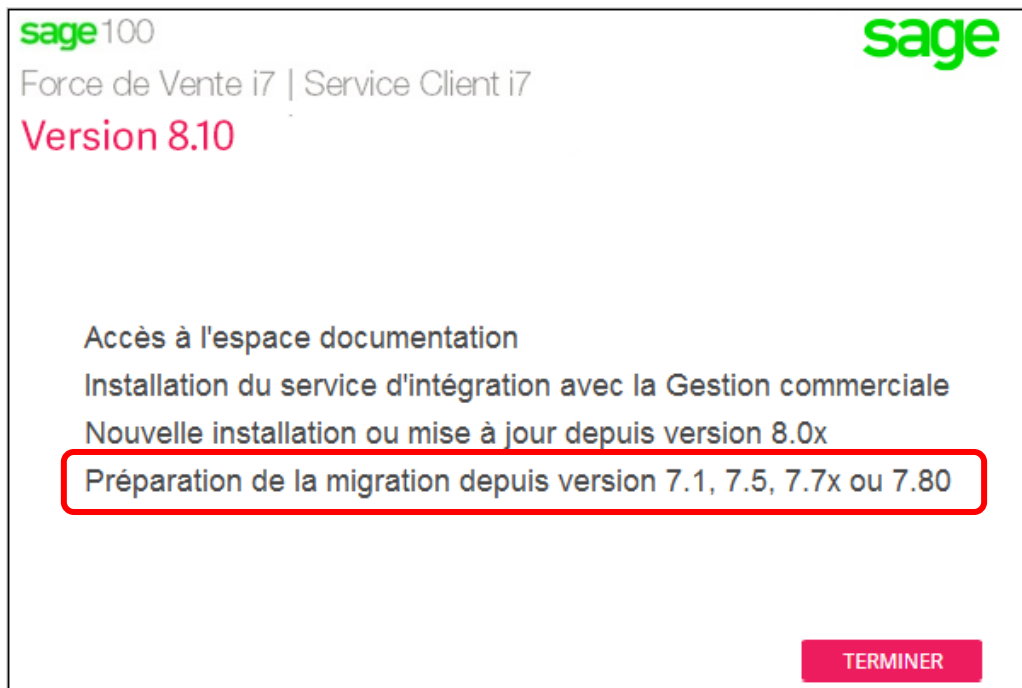 sage 100
sage
Force de Vente i7 | Service Client i7
Version 8.10
Accès à l'espace documentation
Installation du service d'intégration avec la Gestion commerciale
Nouvelle installation ou mise à jour depuis version 8.0x
Préparation de la migration depuis version 7.1, 7.5, 7.7x ou 7.80
TERMINER